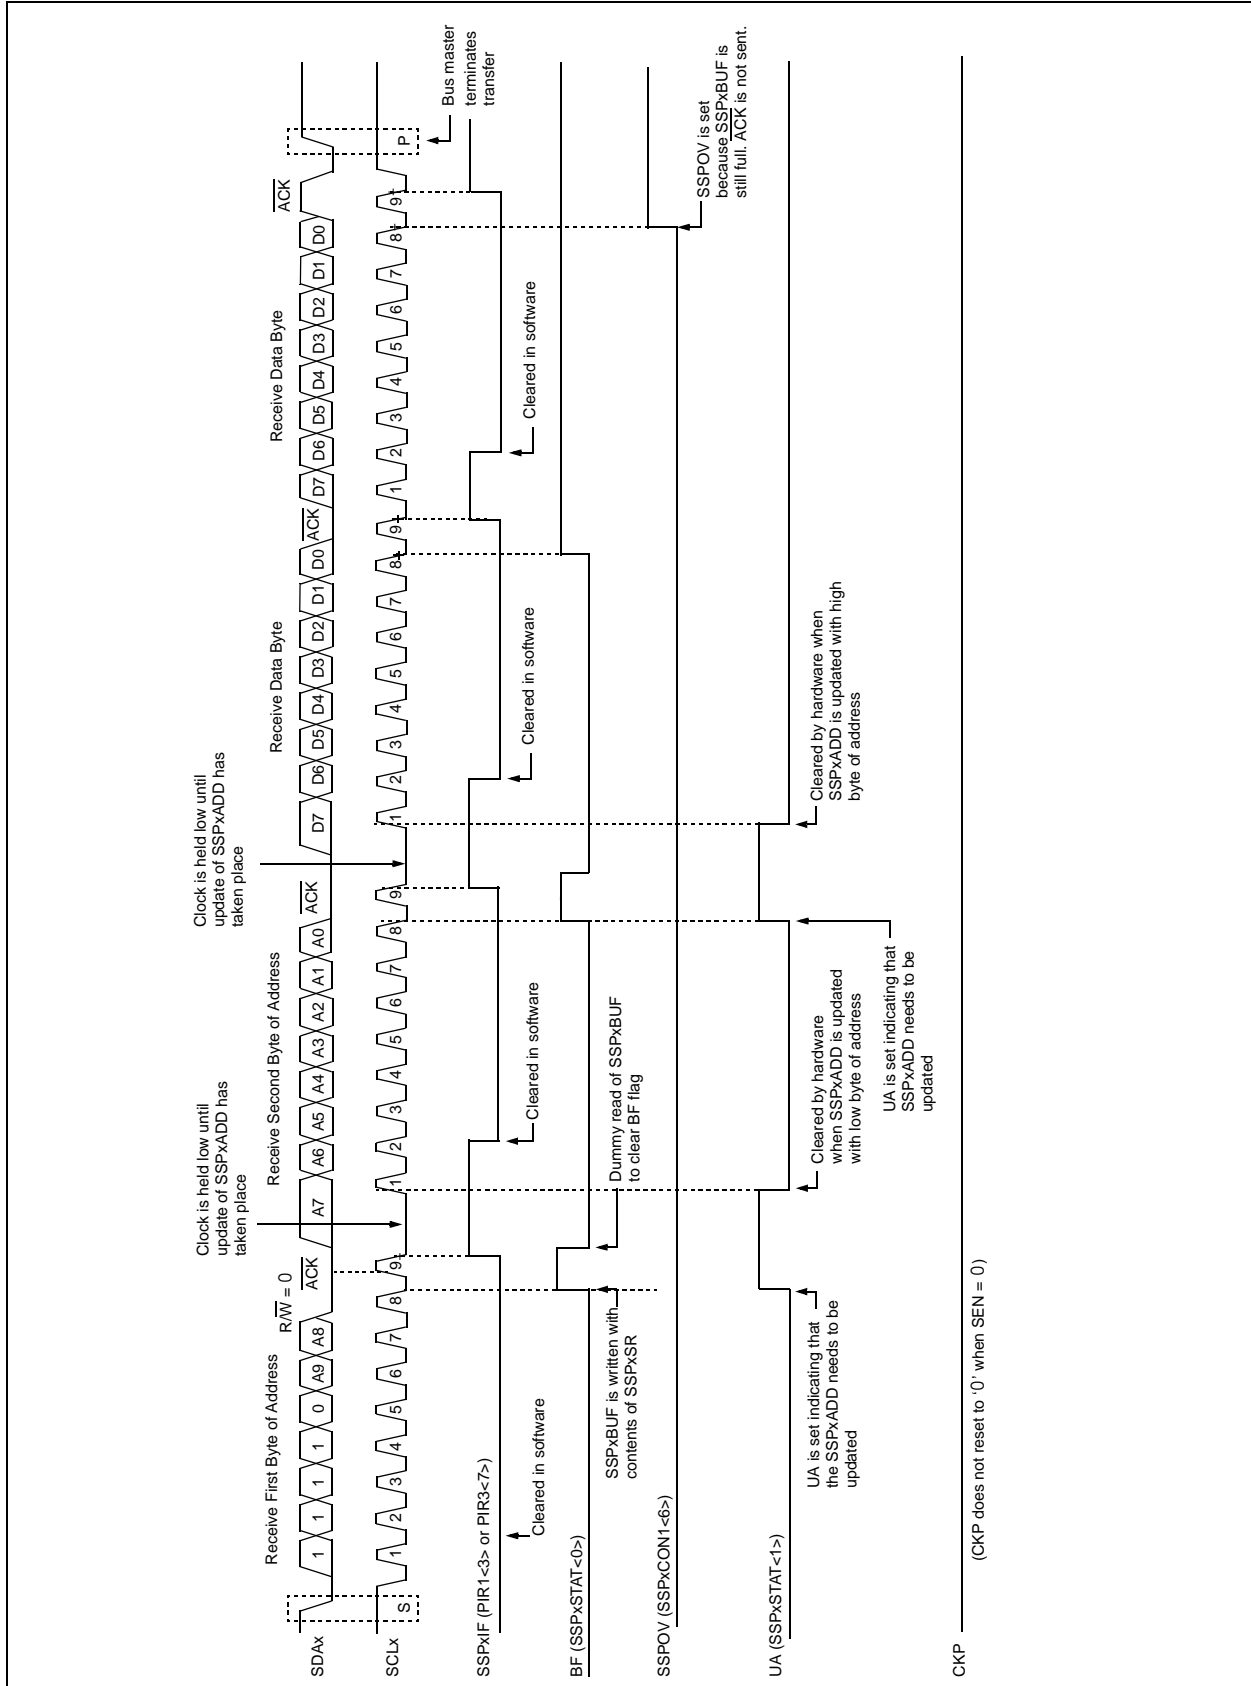 Receive First Byte of Address
R/W = 0
ACK
Clock is held low until
update of SSPxADD has
taken place
Receive Second Byte of Address
ACK
Clock is held low until
update of SSPxADD has
taken place
Receive Data Byte
ACK
Receive Data Byte
ACK
SDAx
1 1 1 1 0 A9 A8
A7 A6 A5 A4 A3 A2 A1 A0
D7 D6 D5 D4 D3 D2 D1 D0
D7 D6 D5 D4 D3 D2 D1 D0
SCLx
S
1 2 3 4 5 6 7 8 9
1 2 3 4 5 6 7 8 9
1 2 3 4 5 6 7 8 9
1 2 3 4 5 6 7 8 9
P
Bus master
terminates
transfer
SSPxIF (PIR1<3> or PIR3<7>)
Cleared in software
Cleared in software
Cleared in software
Cleared in software
BF (SSPxSTAT<0>)
SSPxBUF is written with
contents of SSPxSR
Dummy read of SSPxBUF
to clear BF flag
SSPOV (SSPxCON1<6>)
SSPOV is set
because SSPxBUF is
still full. ACK is not sent.
UA (SSPxSTAT<1>)
UA is set indicating that
the SSPxADD needs to be
updated
Cleared by hardware
when SSPxADD is updated
with low byte of address
UA is set indicating that
SSPxADD needs to be
updated
Cleared by hardware when
SSPxADD is updated with high
byte of address
CKP
(CKP does not reset to ‘0’ when SEN = 0)